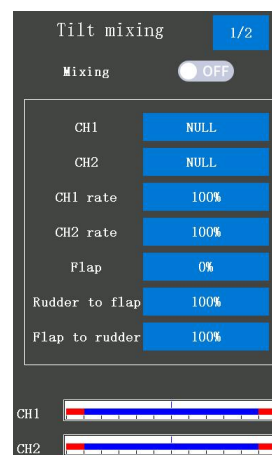 Tilt mixing 1/2
Mixing OFF
CH1 NULL
CH2 NULL
CH1 rate 100%
CH2 rate 100%
Flap 0%
Rudder to flap 100%
Flap to rudder 100%
CH1
CH2